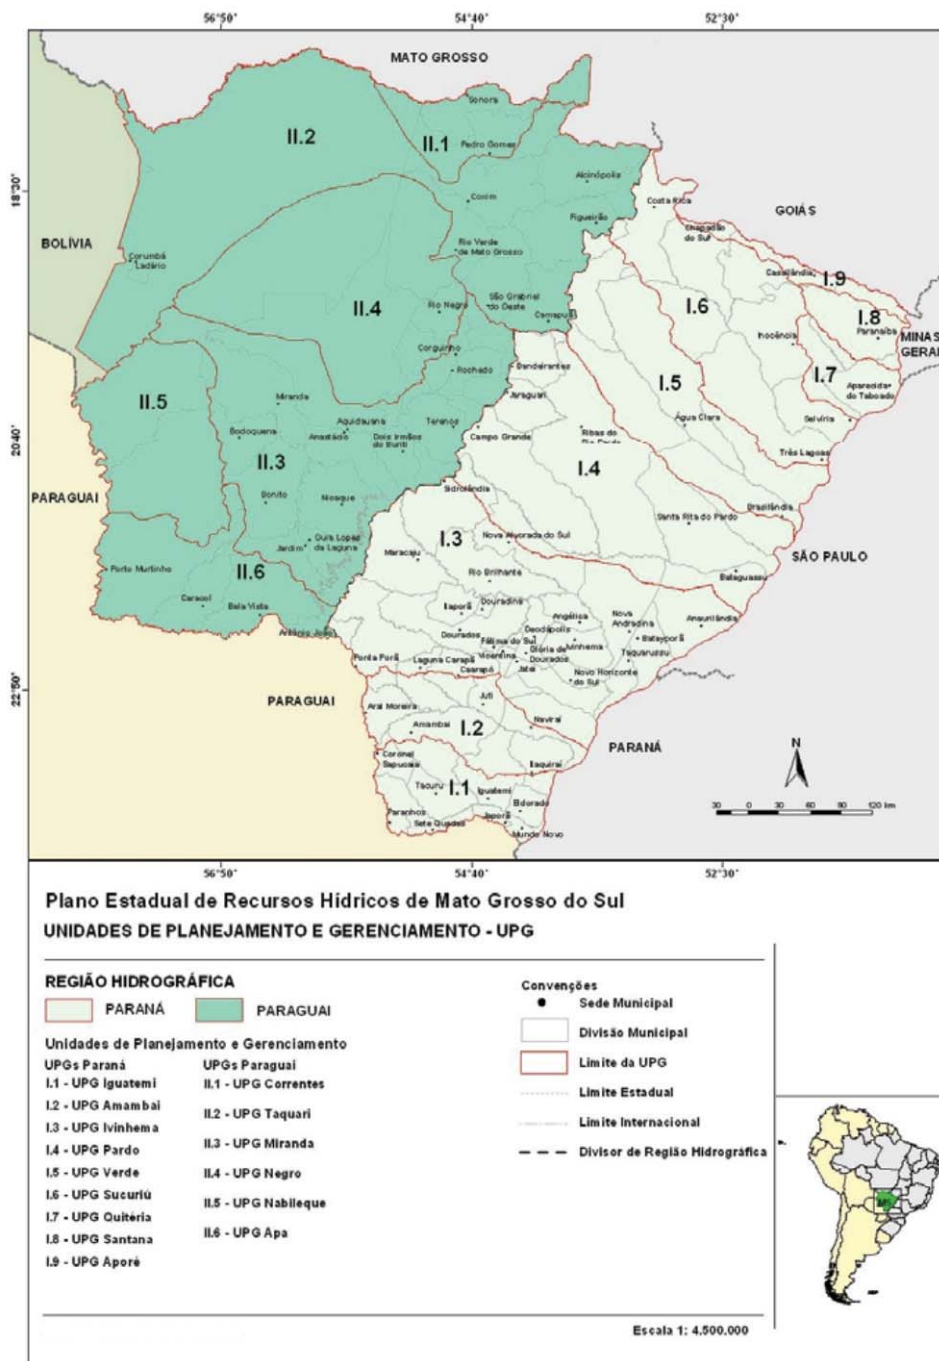 56°50'
54°40'
52°30'
MATO GROSSO
Sonora
II.2
II.1
Pedro Gomes
Alcinópolis
18°30'
Coxim
Costa Rica
GOIÁS
Figueirão
Chapadão
do Sul
BOLÍVIA
Rio Verde
de Mato Grosso
Corumbá
Ladário
Cassilândia
I.9
II.4
Rio Negro
São Grabriel
do Oeste
Camapuã
I.6
I.8
Paranaíba
MINAS
GERAI
Inocência
Corguinho
Rochedo
Bandeirantes
I.7
II.5
I.5
Aparecida
do Taboado
Miranda
Jaraguari
Selvíria
Água Clara
Aquidauana
Terenos
Bodoquena
Anastácio
Dois Irmãos
do Buriti
Campo Grande
Ribas do
Rio Pardo
20°40'
II.3
I.4
Três Lagoas
PARAGUAI
Sidrolândia
Bonito
Nioaque
Brasilândia
Santa Rita do Pardo
I.3
Nova Alvorada do Sul
Guia Lopes
da Laguna
Jardim
Maracaju
SÃO PAULO
Porto Murtinho
II.6
Rio Brilhante
Bataguassu
Caracol
Bela Vista
Itaporã
Douradina
Angélica
Nova
Andradina
Anaurilândia
Antônio João
Dourados
Deodápolis
Fátima do Sul
Ivinhema
Batayporã
Vicentina
Glória de
Dourados
Taquarussu
Ponta Porã
Laguna Carapã
Caarapó
Jateí
Novo Horizonte
do Sul
22°50'
PARAGUAI
Juti
Aral Moreira
Amambai
I.2
Naviraí
PARANÁ
N
Coronel
Sapucaia
Itaquiraí
Tacuru
I.1
Iguatemi
Eldorado
Paranhos
Sete Quedas
Japorã
Mundo Novo
30 0 30 60 90 120 km
56°50'
54°40'
52°30'
Plano Estadual de Recursos Hídricos de Mato Grosso do Sul
UNIDADES DE PLANEJAMENTO E GERENCIAMENTO - UPG
REGIÃO HIDROGRÁFICA
PARANÁ
PARAGUAI
Unidades de Planejamento e Gerenciamento
UPGs Paraná
I.1 - UPG Iguatemi
I.2 - UPG Amambai
I.3 - UPG Ivinhema
I.4 - UPG Pardo
I.5 - UPG Verde
I.6 - UPG Sucuriú
I.7 - UPG Quitéria
I.8 - UPG Santana
I.9 - UPG Aporé
UPGs Paraguai
II.1 - UPG Correntes
II.2 - UPG Taquari
II.3 - UPG Miranda
II.4 - UPG Negro
II.5 - UPG Nabileque
II.6 - UPG Apa
Convenções
Sede Municipal
Divisão Municipal
Limite da UPG
Limite Estadual
Limite Internacional
Divisor de Região Hidrográfica
MS
Escala 1: 4.500.000